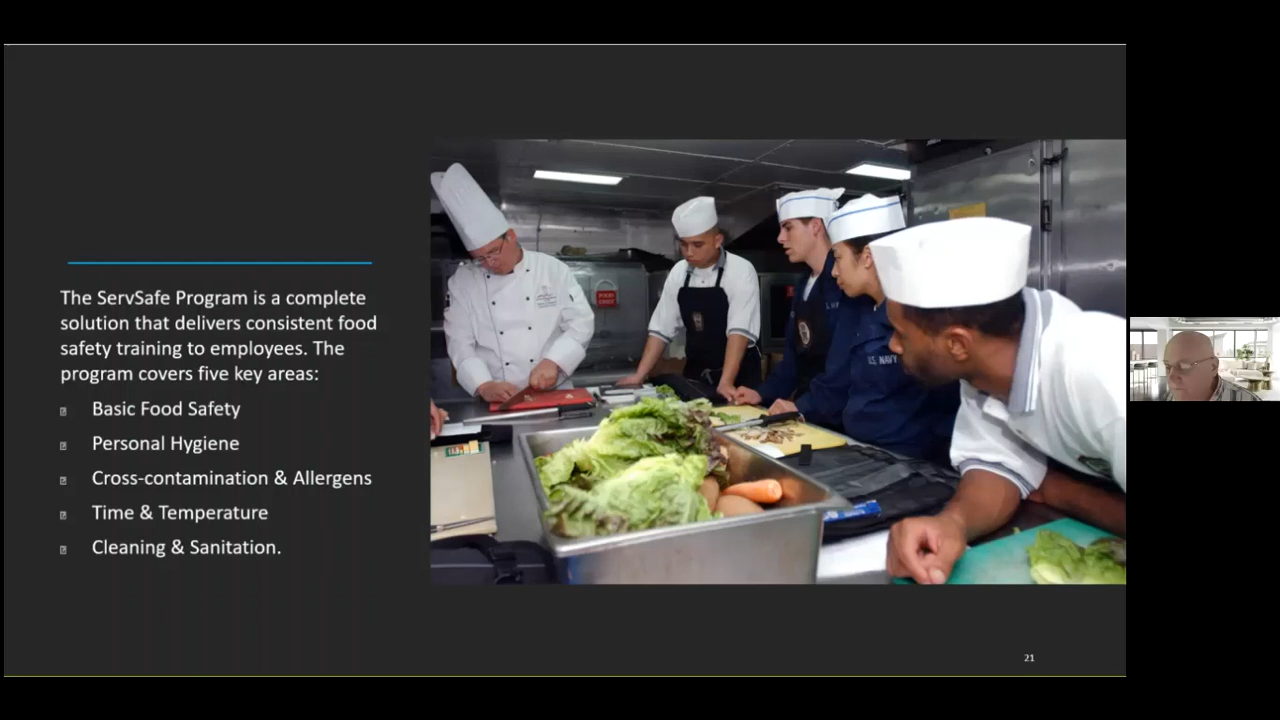 The ServSafe Program is a complete
solution that delivers consistent food
safety training to employees. The
program covers five key areas:
Basic Food Safety
Personal Hygiene
Cross-contamination & Allergens
Time & Temperature
Cleaning & Sanitation.
U.S. NAVY
21